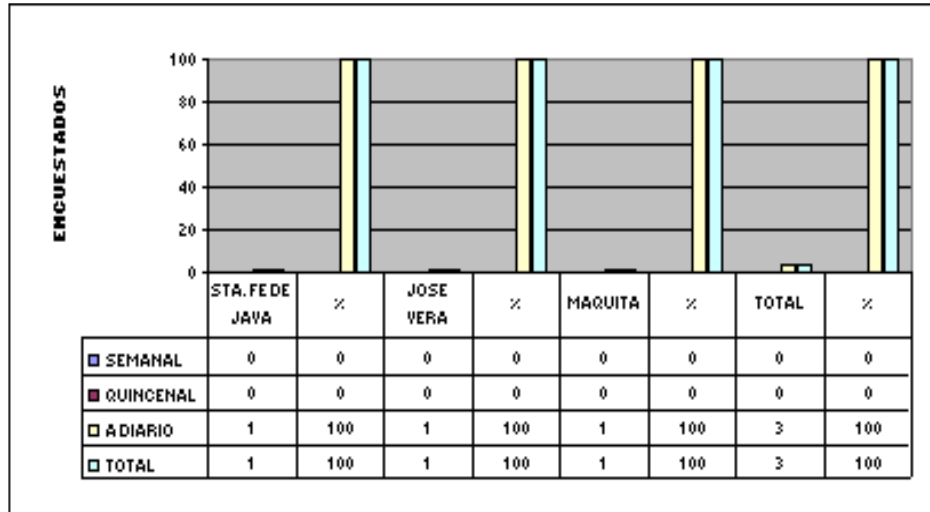 ENCUESTADOS
100
80
60
40
20
0
STA.FE DE JAVA % JOSE VERA % MAQUITA % TOTAL %
SEMANAL 0 0 0 0 0 0 0 0
QUINCENAL 0 0 0 0 0 0 0 0
A DIARIO 1 100 1 100 1 100 3 100
TOTAL 1 100 1 100 1 100 3 100